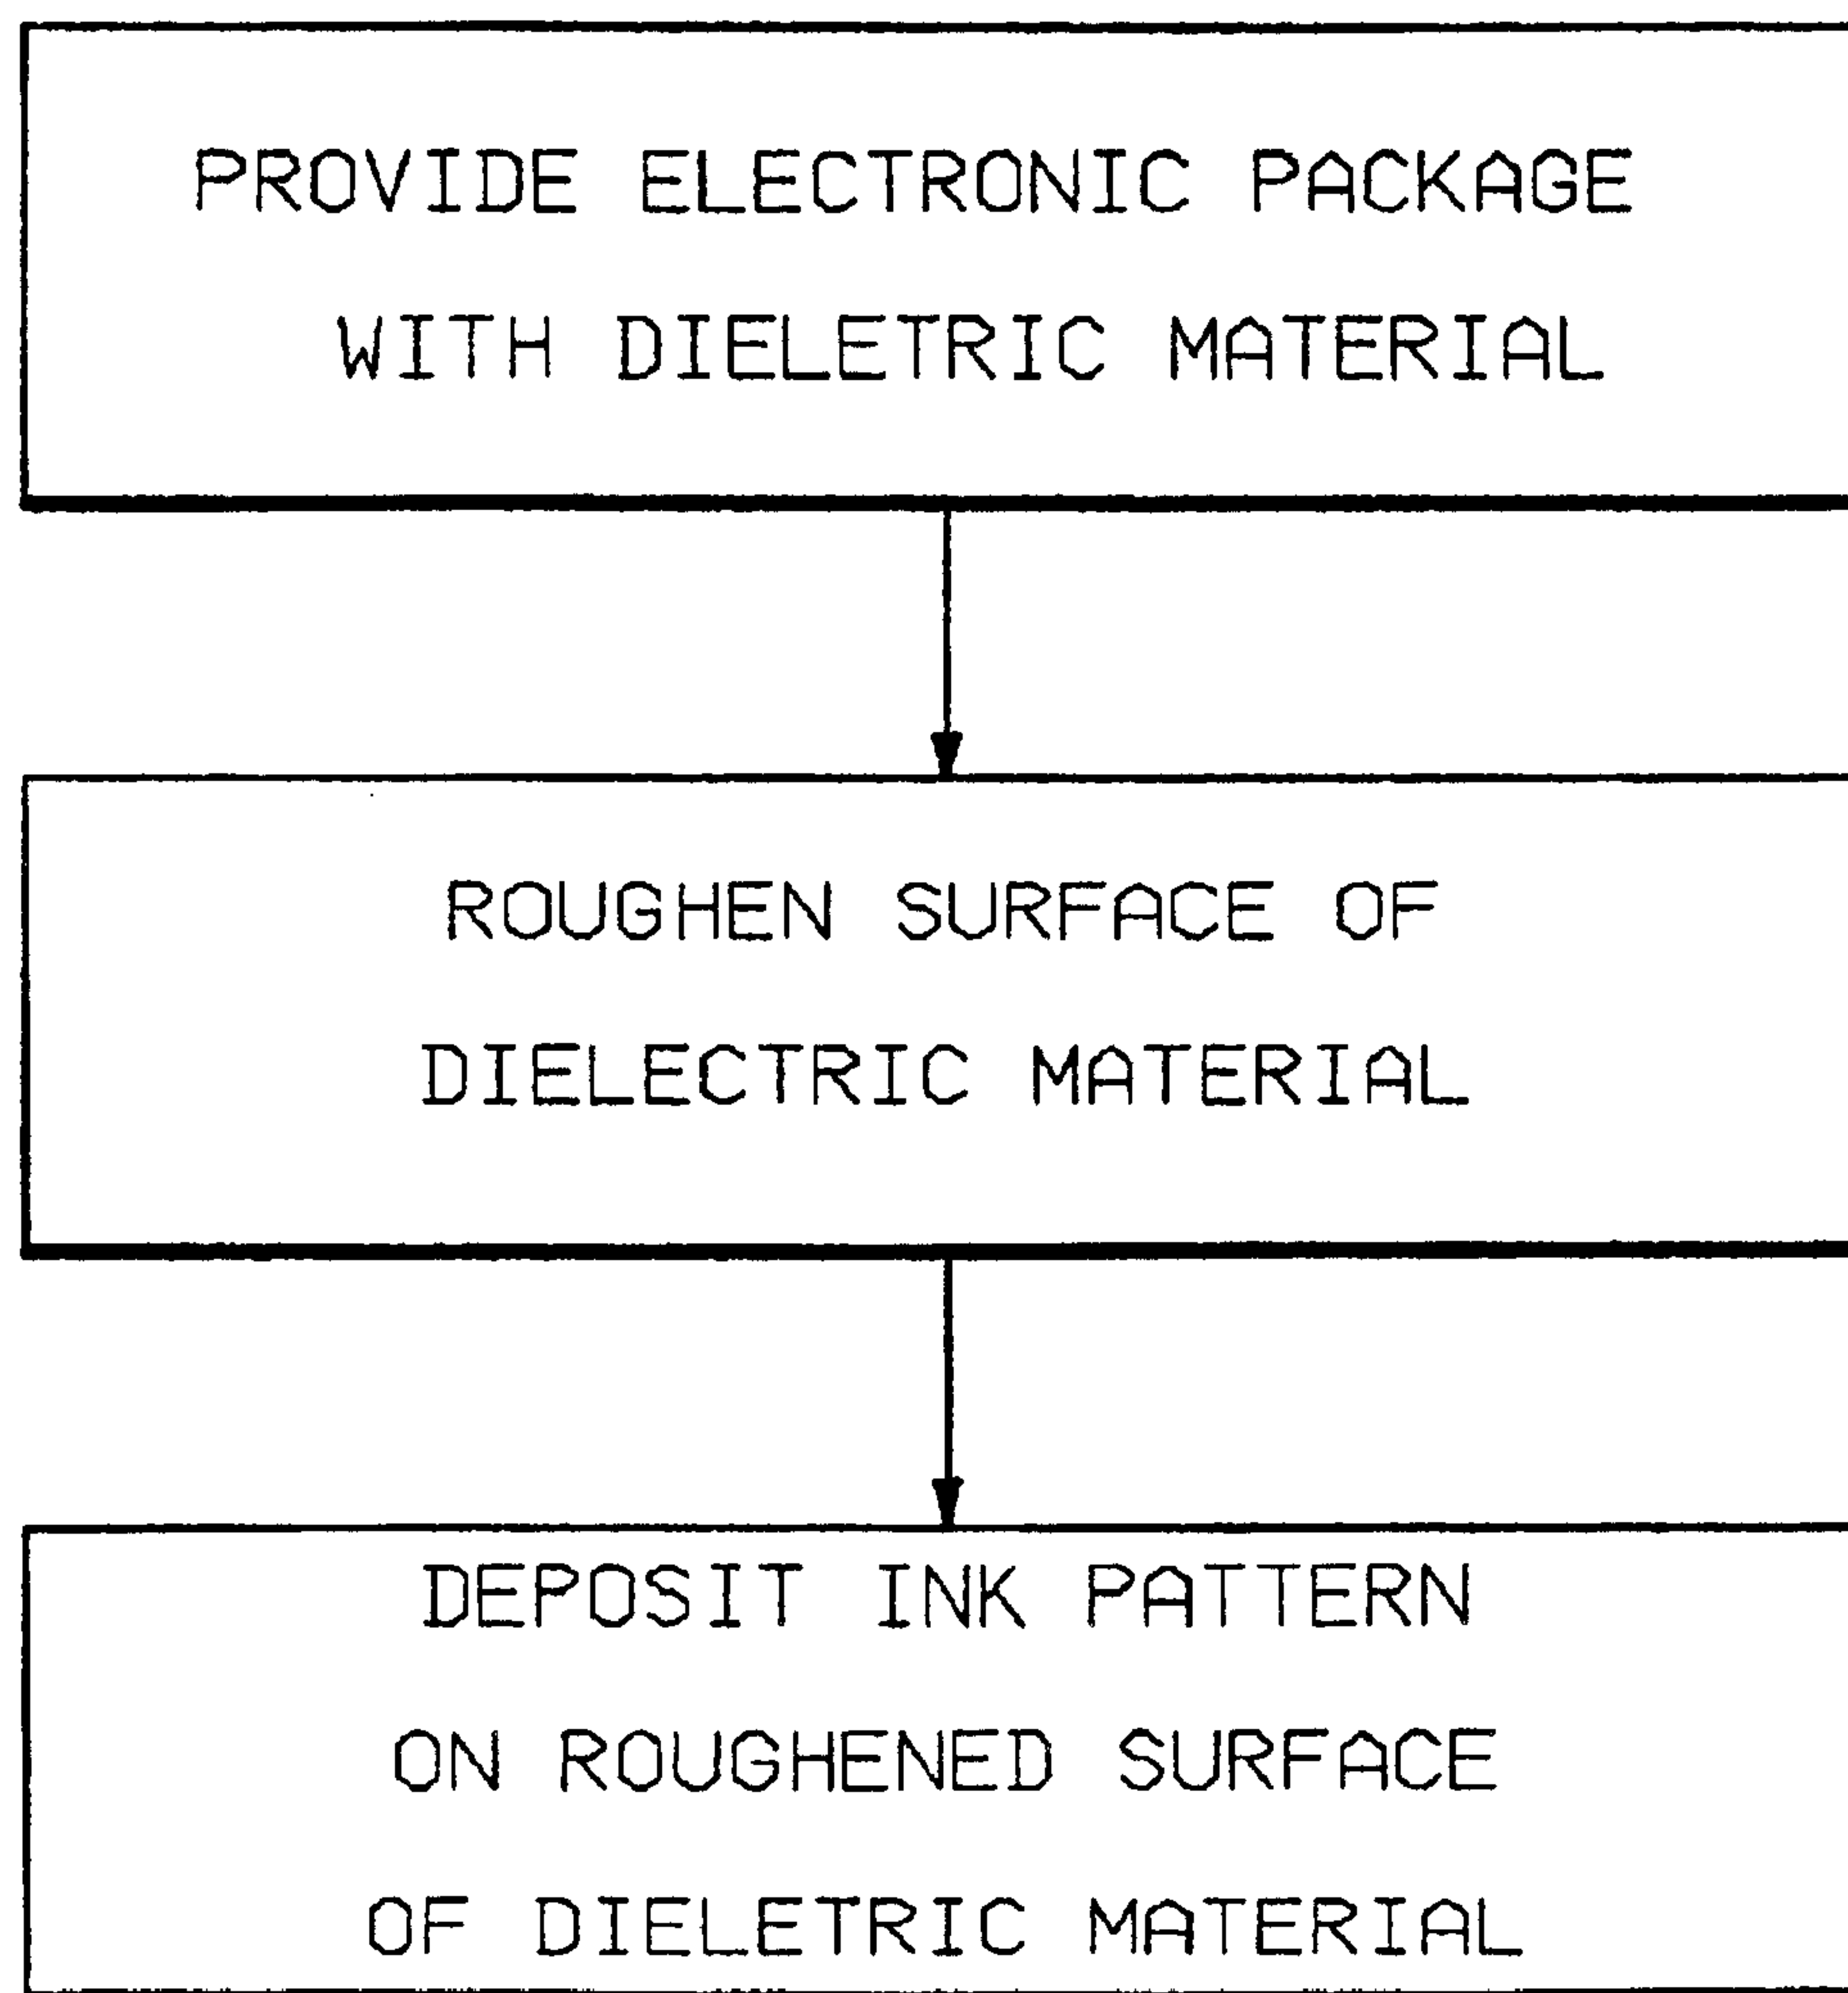 PROVIDE ELECTRONIC PACKAGE
WITH DIELETRIC MATERIAL
ROUGHEN SURFACE OF
DIELECTRIC MATERIAL
DEPOSIT INK PATTERN
ON ROUGHENED SURFACE
OF DIELETRIC MATERIAL